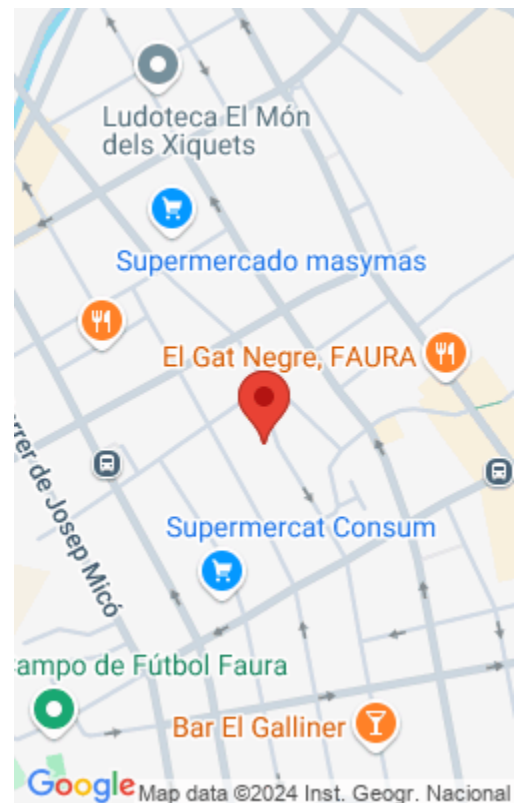 Ludoteca El Món
dels Xiquets
Supermercado masymas
El Gat Negre, FAURA
rrer de Josep Micó
Supermercat Consum
ampo de Fútbol Faura
Bar El Galliner
Google Map data ©2024 Inst. Geogr. Nacional